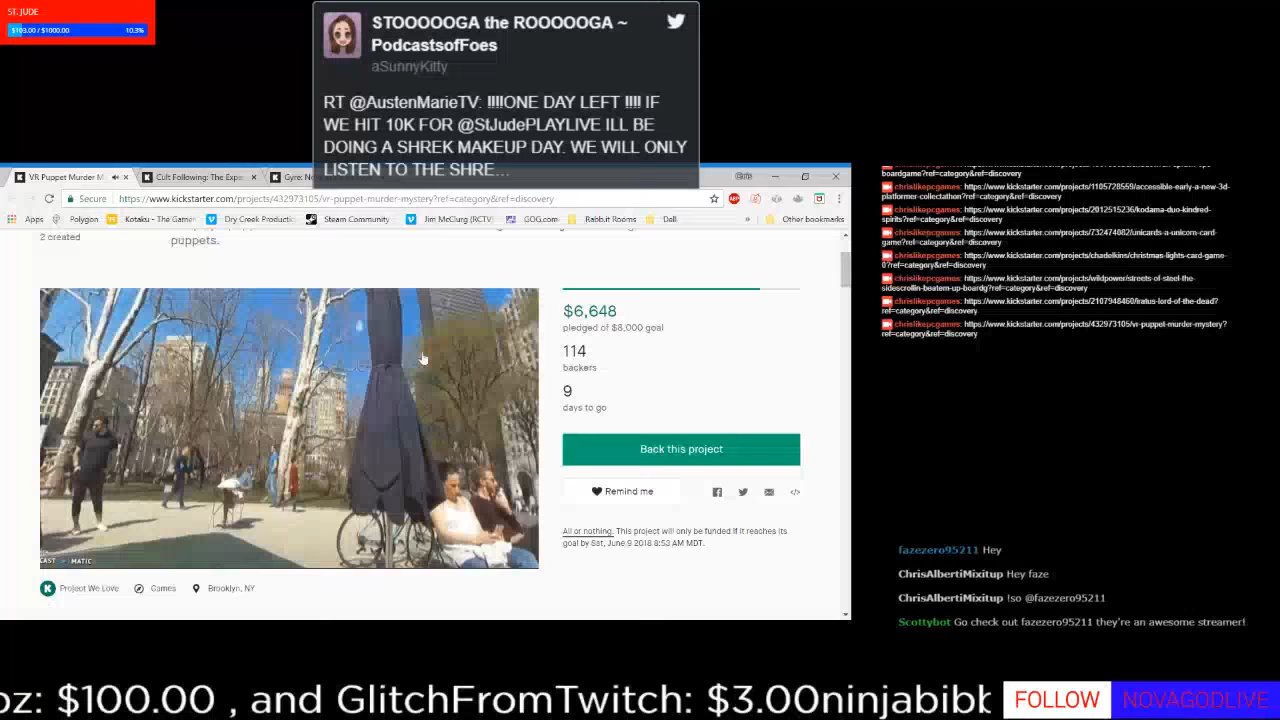 ST. JUDE
$103.00 / $1000.00 10.3%
STOOOOOGA the ROOOOOGA ~
PodcastsofFoes
aSunnyKitty
RT @AustenMarieTV: !!!!ONE DAY LEFT !!!! IF
WE HIT 10K FOR @StJudePLAYLIVE ILL BE
DOING A SHREK MAKEUP DAY. WE WILL ONLY
LISTEN TO THE SHRE...
VR Puppet Murder M
Cult Following: The Expe
Gyre: N
Secure
https://www.kickstarter.com/projects/432973105/vr-puppet-murder-mystery?ref=category&ref=discovery
Apps Polygon Kotaku - The Game Dry Creek Productio Steam Community Jim McClurg (RCTV) GOG.com Rabbit Rooms Dall » Other bookmarks
2 created
puppets.
$6,648
pledged of $8,000 goal
114
backers
9
days to go
Back this project
Remind me
All or nothing. This project will only be funded if it reaches its
goal by Sat, June 9 2018 8:53 AM MDT.
Project We Love Games Brooklyn, NY
boardgame?ref=category&ref=discovery
chrislikepcgames: https://www.kickstarter.com/projects/1105728559/accessible-early-a-new-3d-
platformer-collectathon?ref=category&ref=discovery
chrislikepcgames: https://www.kickstarter.com/projects/2012515236/kodama-duo-kindred-
spirits?ref=category&ref=discovery
chrislikepcgames: https://www.kickstarter.com/projects/732474082/unicards-a-unicorn-card-
game?ref=category&ref=discovery
chrislikepcgames: https://www.kickstarter.com/projects/chadelkins/christmas-lights-card-game-
0?ref=category&ref=discovery
chrislikepcgames: https://www.kickstarter.com/projects/wildpower/streets-of-steel-the-
sidescrollin-beatem-up-boardg?ref=category&ref=discovery
chrislikepcgames: https://www.kickstarter.com/projects/2107948460/iratus-lord-of-the-dead?
ref=category&ref=discovery
chrislikepcgames: https://www.kickstarter.com/projects/432973105/vr-puppet-murder-mystery?
ref=category&ref=discovery
fazezero95211 Hey
ChrisAlbertiMixitup Hey faze
ChrisAlbertiMixitup !so @fazezero95211
Scottybot Go check out fazezero95211 they're an awesome streamer!
oz: $100.00 , and GlitchFromTwitch: $3.00ninjabibb
FOLLOW NOVAGODLIVE